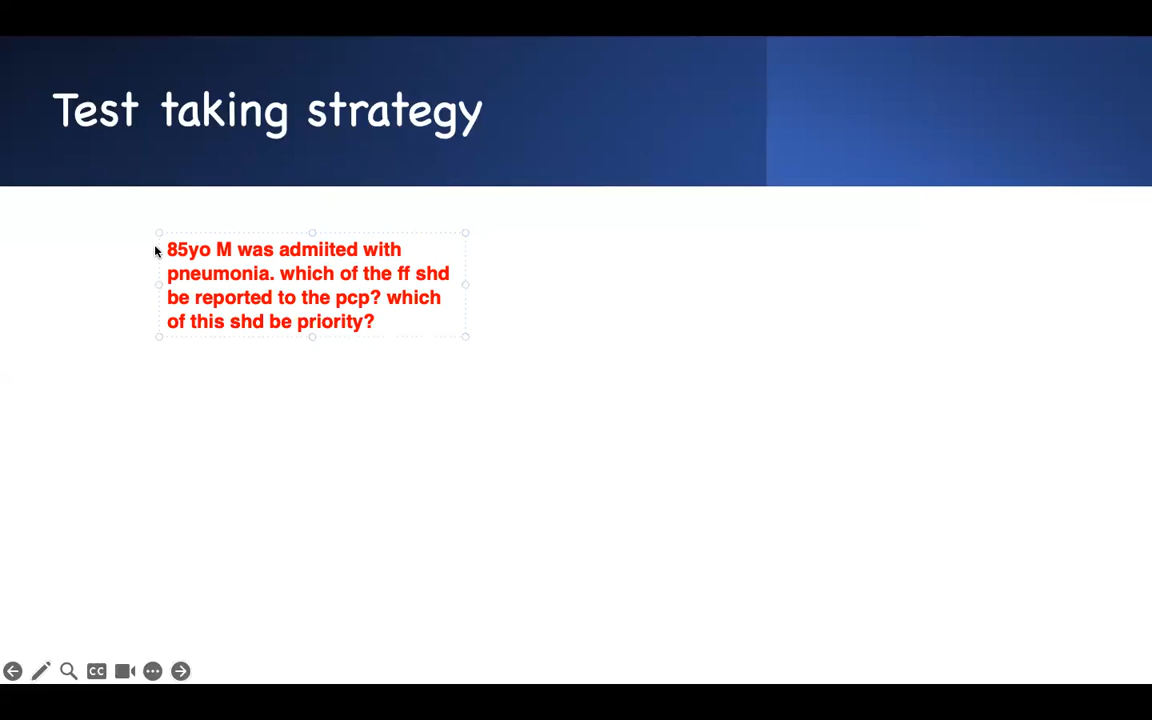 Test taking strategy
85yo M was admiited with
pneumonia. which of the ff shd
be reported to the pcp? which
of this shd be priority?
CC